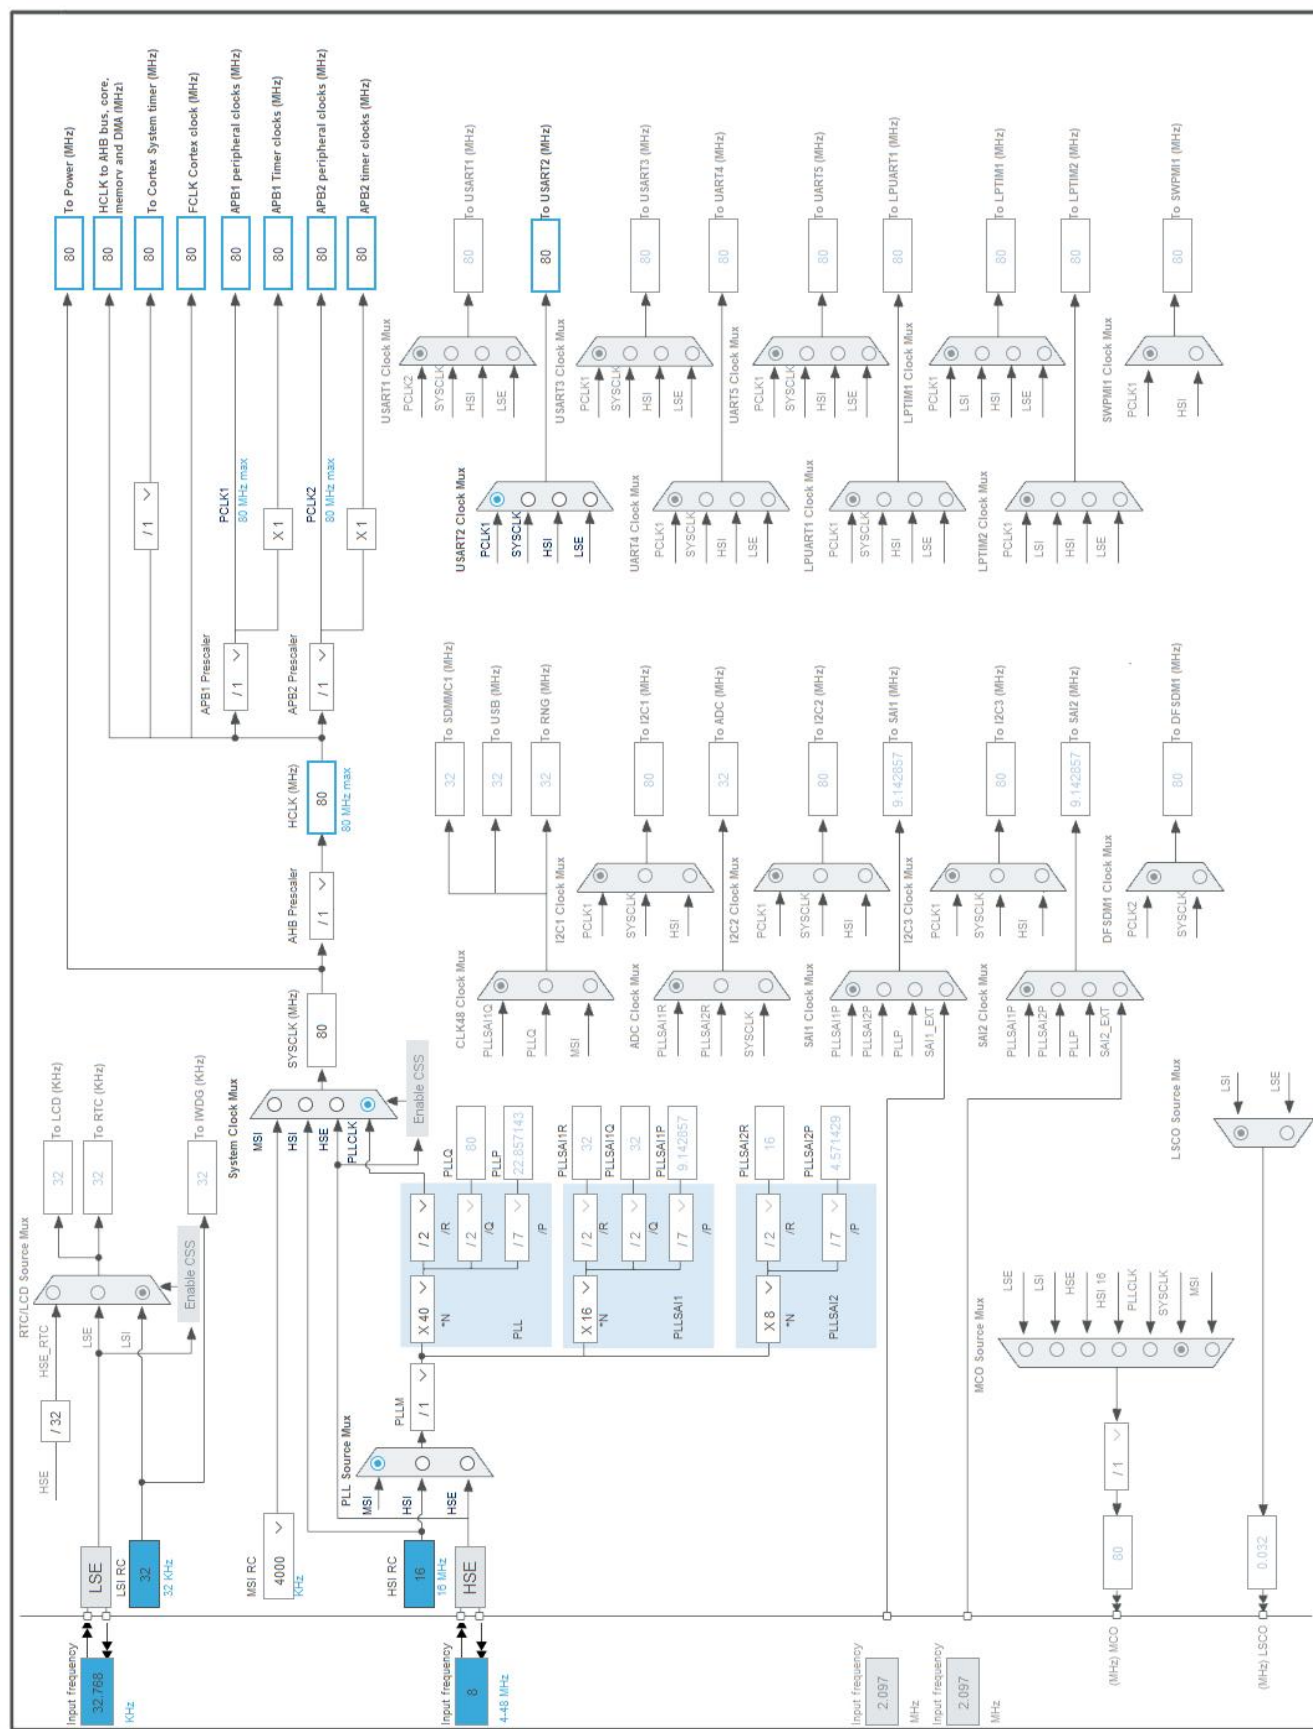 Input frequency
32.768
KHz
LSE
LSI RC
32
32 KHz
HSE
/ 32
HSE_RTC
LSE
LSI
RTC/LCD Source Mux
Enable CSS
32
To LCD (KHz)
32
To RTC (KHz)
32
To IWDG (KHz)
MSI RC
4000
KHz
HSI RC
16
16 MHz
Input frequency
8
4-48 MHz
HSE
PLL Source Mux
MSI
HSI
HSE
PLLM
/ 1
X 40
*N
PLL
/ 2
/R
/ 2
/Q
/ 7
/P
PLLQ
80
PLLP
22.857143
X 16
*N
PLLSAI1
/ 2
/R
/ 2
/Q
/ 7
/P
PLLSAI1R
32
PLLSAI1Q
32
PLLSAI1P
9.142857
X 8
*N
PLLSAI2
/ 2
/R
/ 7
/P
PLLSAI2R
16
PLLSAI2P
4.571429
System Clock Mux
MSI
HSI
HSE
PLLCLK
Enable CSS
SYSCLK (MHz)
80
AHB Prescaler
/ 1
HCLK (MHz)
80
80 MHz max
APB1 Prescaler
/ 1
APB2 Prescaler
/ 1
/ 1
PCLK1
80 MHz max
X 1
PCLK2
80 MHz max
X 1
80
To Power (MHz)
80
HCLK to AHB bus, core,
memory and DMA (MHz)
80
To Cortex System timer (MHz)
80
FCLK Cortex clock (MHz)
80
APB1 peripheral clocks (MHz)
80
APB1 Timer clocks (MHz)
80
APB2 peripheral clocks (MHz)
80
APB2 timer clocks (MHz)
CLK48 Clock Mux
PLLSAI1Q
PLLQ
MSI
32
To SDMMC1 (MHz)
32
To USB (MHz)
32
To RNG (MHz)
I2C1 Clock Mux
PCLK1
SYSCLK
HSI
80
To I2C1 (MHz)
ADC Clock Mux
PLLSAI1R
PLLSAI2R
SYSCLK
32
To ADC (MHz)
I2C2 Clock Mux
PCLK1
SYSCLK
HSI
80
To I2C2 (MHz)
SAI1 Clock Mux
PLLSAI1P
PLLSAI2P
PLLP
SAI1_EXT
9.142857
To SAI1 (MHz)
I2C3 Clock Mux
PCLK1
SYSCLK
HSI
80
To I2C3 (MHz)
SAI2 Clock Mux
PLLSAI1P
PLLSAI2P
PLLP
SAI2_EXT
9.142857
To SAI2 (MHz)
DFSDM1 Clock Mux
PCLK2
SYSCLK
80
To DFSDM1 (MHz)
USART1 Clock Mux
PCLK2
SYSCLK
HSI
LSE
80
To USART1 (MHz)
USART2 Clock Mux
PCLK1
SYSCLK
HSI
LSE
80
To USART2 (MHz)
USART3 Clock Mux
PCLK1
SYSCLK
HSI
LSE
80
To USART3 (MHz)
UART4 Clock Mux
PCLK1
SYSCLK
HSI
LSE
80
To UART4 (MHz)
UART5 Clock Mux
PCLK1
SYSCLK
HSI
LSE
80
To UART5 (MHz)
LPUART1 Clock Mux
PCLK1
SYSCLK
HSI
LSE
80
To LPUART1 (MHz)
LPTIM1 Clock Mux
PCLK1
LSI
HSI
LSE
80
To LPTIM1 (MHz)
LPTIM2 Clock Mux
PCLK1
LSI
HSI
LSE
80
To LPTIM2 (MHz)
SWPMI1 Clock Mux
PCLK1
HSI
80
To SWPMI1 (MHz)
Input frequency
2.097
MHz
Input frequency
2.097
MHz
MCO Source Mux
LSE
LSI
HSE
HSI 16
PLLCLK
SYSCLK
MSI
/ 1
80
(MHz) MCO
LSCO Source Mux
LSI
LSE
0.032
(MHz) LSCO